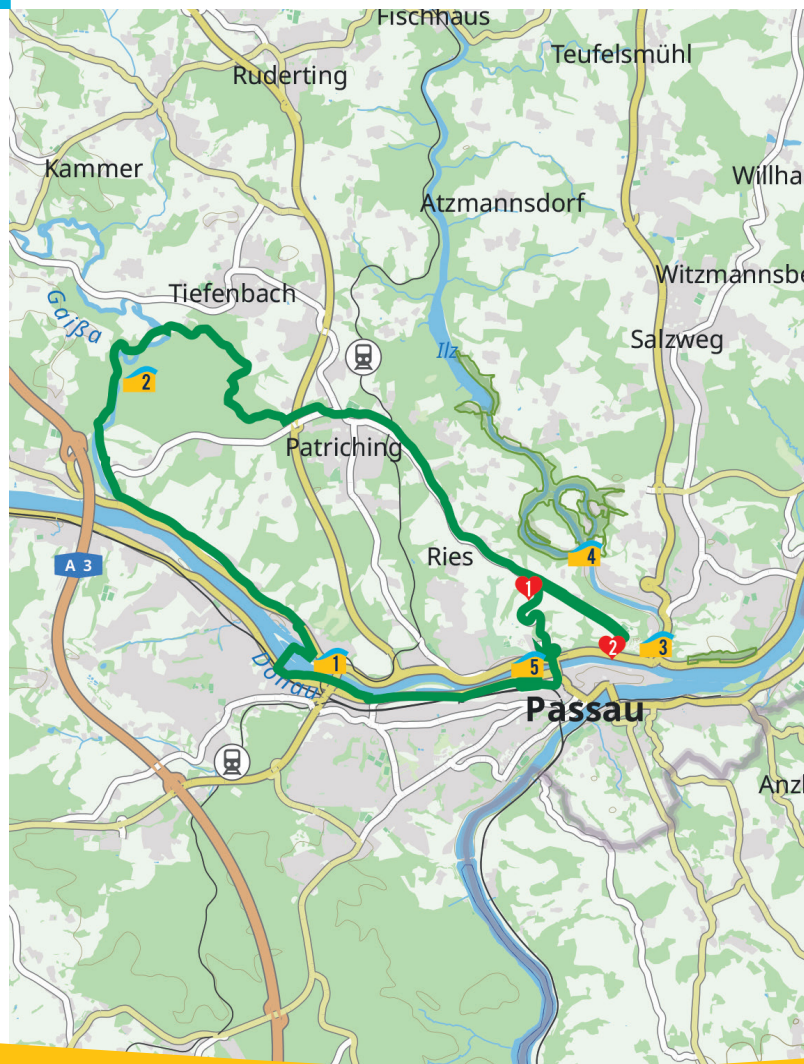 Fischhaus
Teufelsmühl
Ruderting
Kammer
Willha
Atzmannsdorf
Witzmannsbe
Tiefenbach
Gaißa
Salzweg
Ilz
2
Patriching
A 3
Ries
4
1
2
3
1
5
Donau
Passau
Anzl